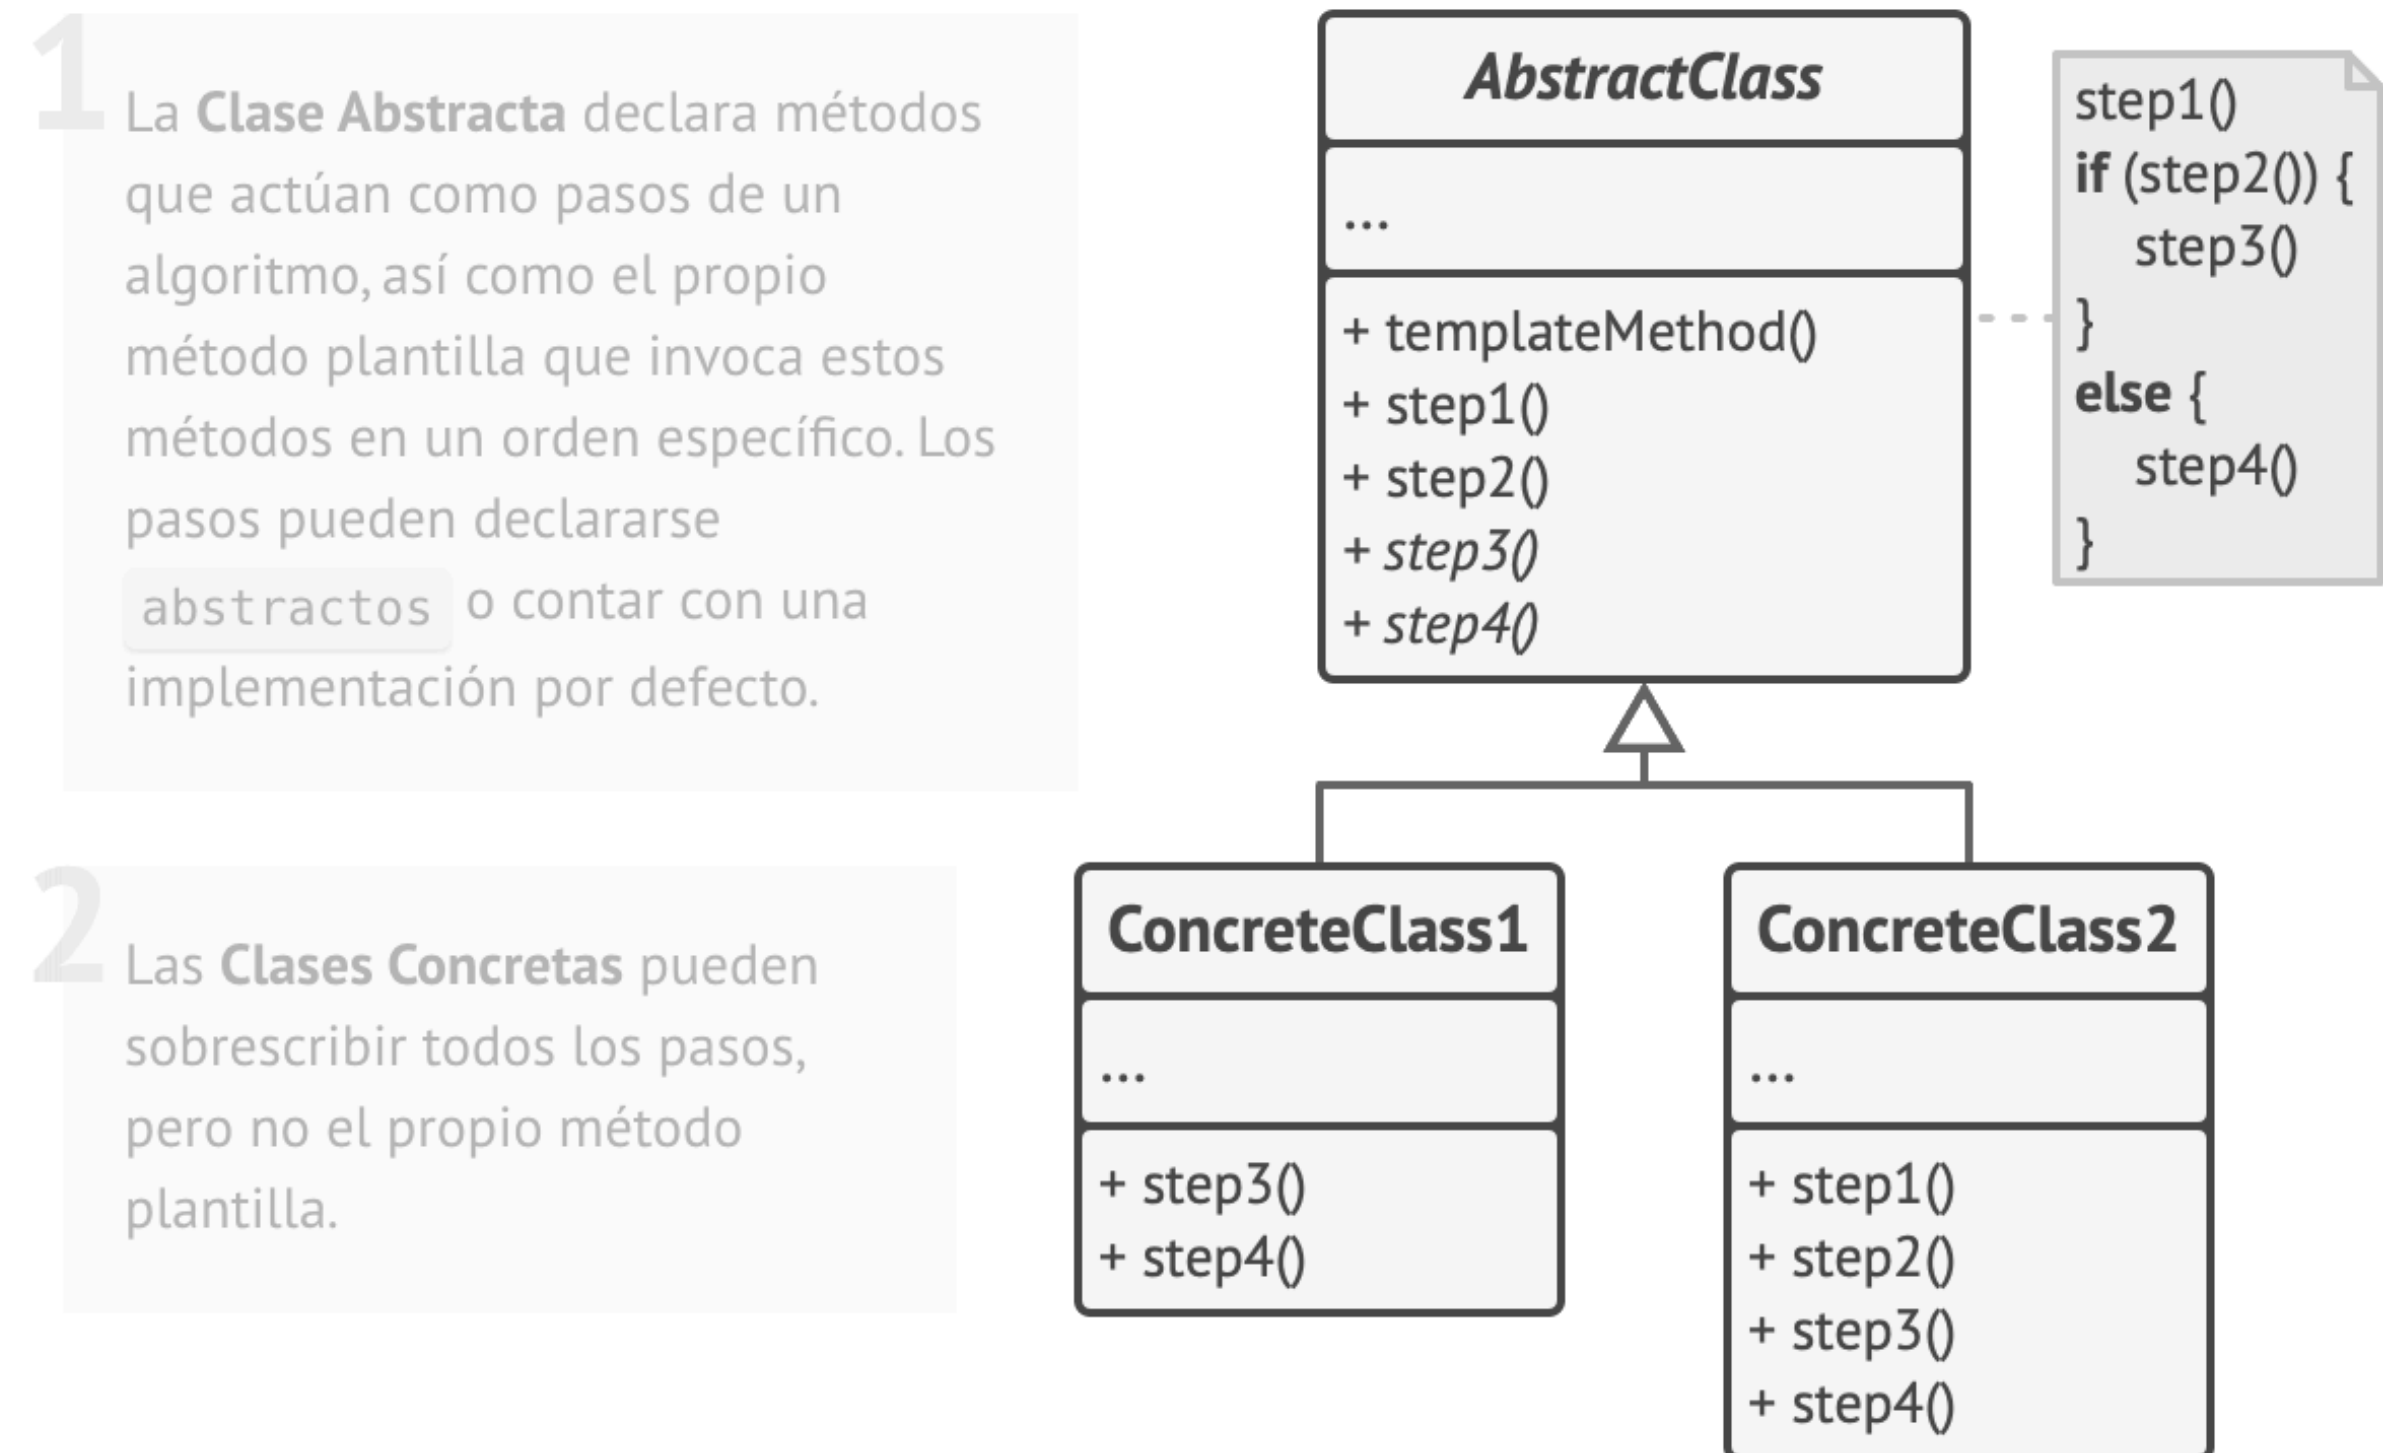 1
La Clase Abstracta declara métodos
que actúan como pasos de un
algoritmo, así como el propio
método plantilla que invoca estos
métodos en un orden específico. Los
pasos pueden declararse
abstractos o contar con una
implementación por defecto.
AbstractClass
...
+ templateMethod()
+ step1()
+ step2()
+ step3()
+ step4()
step1()
if (step2()) {
step3()
}
else {
step4()
}
2
Las Clases Concretas pueden
sobrescribir todos los pasos,
pero no el propio método
plantilla.
ConcreteClass1
...
+ step3()
+ step4()
ConcreteClass2
...
+ step1()
+ step2()
+ step3()
+ step4()